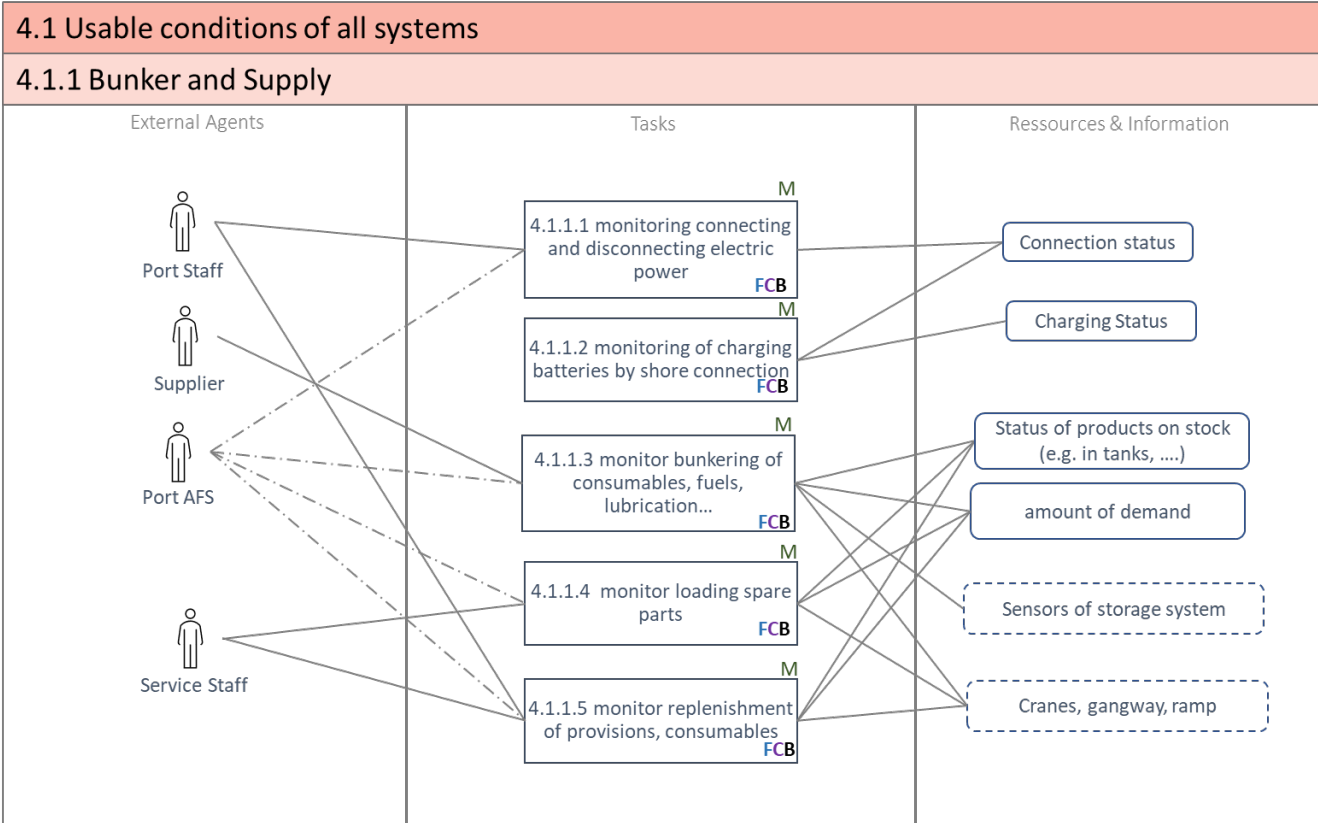 4.1 Usable conditions of all systems
4.1.1 Bunker and Supply
External Agents
Tasks
Ressources & Information
Port Staff
Supplier
Port AFS
Service Staff
M
4.1.1.1 monitoring connecting
and disconnecting electric
power
FCB
M
4.1.1.2 monitoring of charging
batteries by shore connection
FCB
M
4.1.1.3 monitor bunkering of
consumables, fuels,
lubrication...
FCB
M
4.1.1.4 monitor loading spare
parts
FCB
M
4.1.1.5 monitor replenishment
of provisions, consumables
FCB
Connection status
Charging Status
Status of products on stock
(e.g. in tanks, ....)
amount of demand
Sensors of storage system
Cranes, gangway, ramp